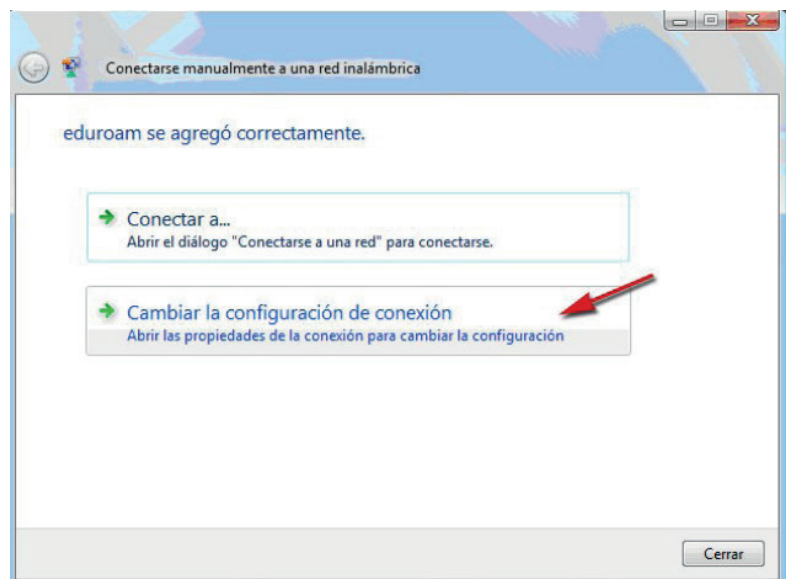 Conectarse manualmente a una red inalámbrica
eduroam se agregó correctamente.
Conectar a...
Abrir el diálogo "Conectarse a una red" para conectarse.
Cambiar la configuración de conexión
Abrir las propiedades de la conexión para cambiar la configuración
Cerrar